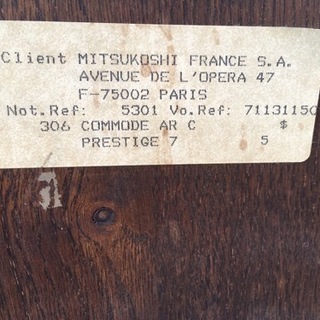 Client MITSUKOSHI FRANCE S.A.
AVENUE DE L'OPERA 47
F-75002 PARIS
Not.Ref: 5301 Vo.Ref: 71131150
306 COMMODE AR C $
PRESTIGE 7 5